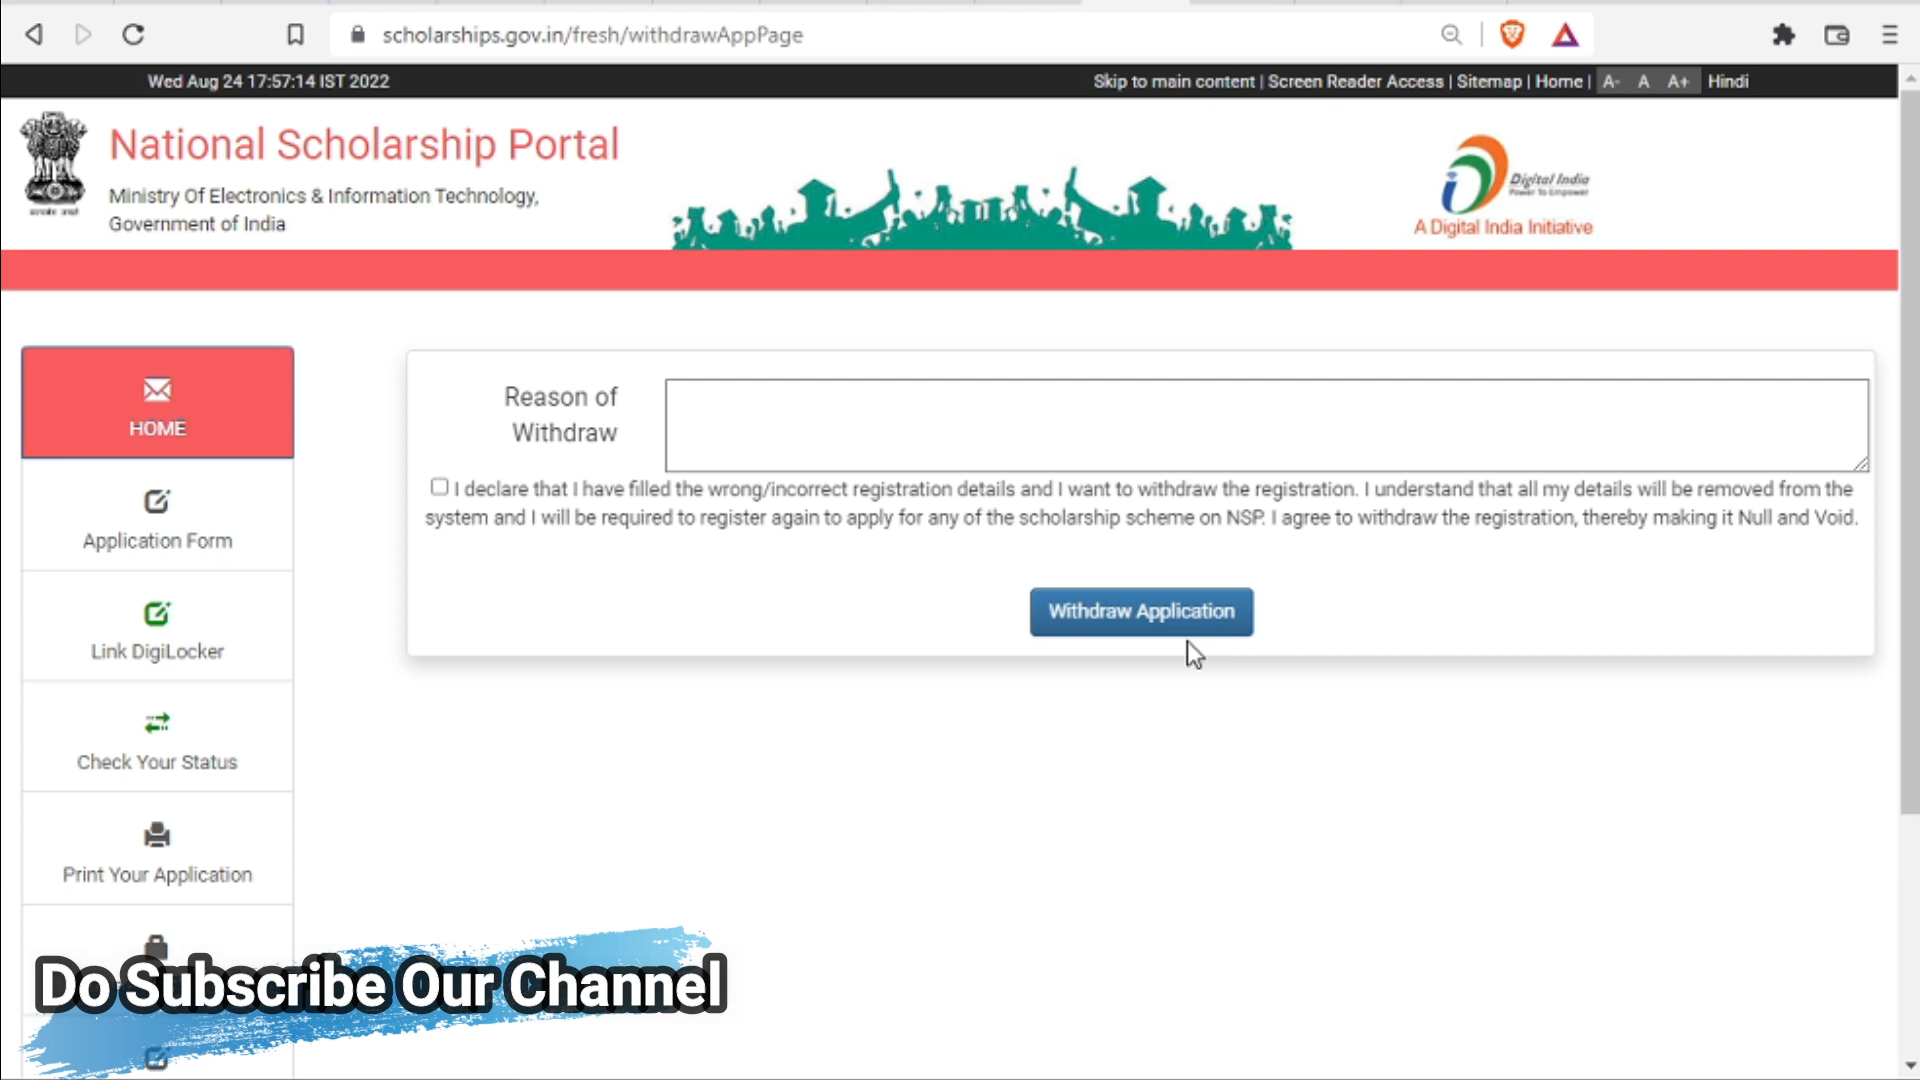 scholarships.gov.in/fresh/withdrawAppPage
Wed Aug 24 17:57:14 IST 2022
Skip to main content | Screen Reader Access | Sitemap | Home | A- A A+ Hindi
National Scholarship Portal
Ministry Of Electronics & Information Technology,
Government of India
Digital India
Power To Empower
A Digital India Initiative
HOME
Application Form
Link DigiLocker
Check Your Status
Print Your Application
Reason of
Withdraw
I declare that I have filled the wrong/incorrect registration details and I want to withdraw the registration. I understand that all my details will be removed from the
system and I will be required to register again to apply for any of the scholarship scheme on NSP. I agree to withdraw the registration, thereby making it Null and Void.
Withdraw Application
Do Subscribe Our Channel